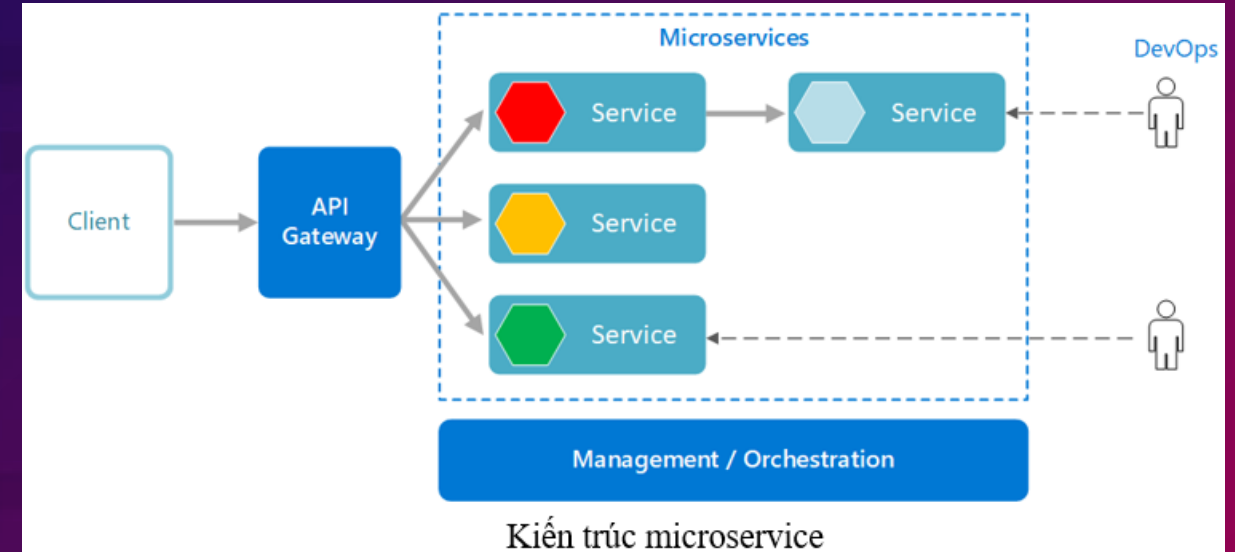 Microservices
DevOps
Service
Service
Client
API
Gateway
Service
Service
Management / Orchestration
Kiến trúc microservice